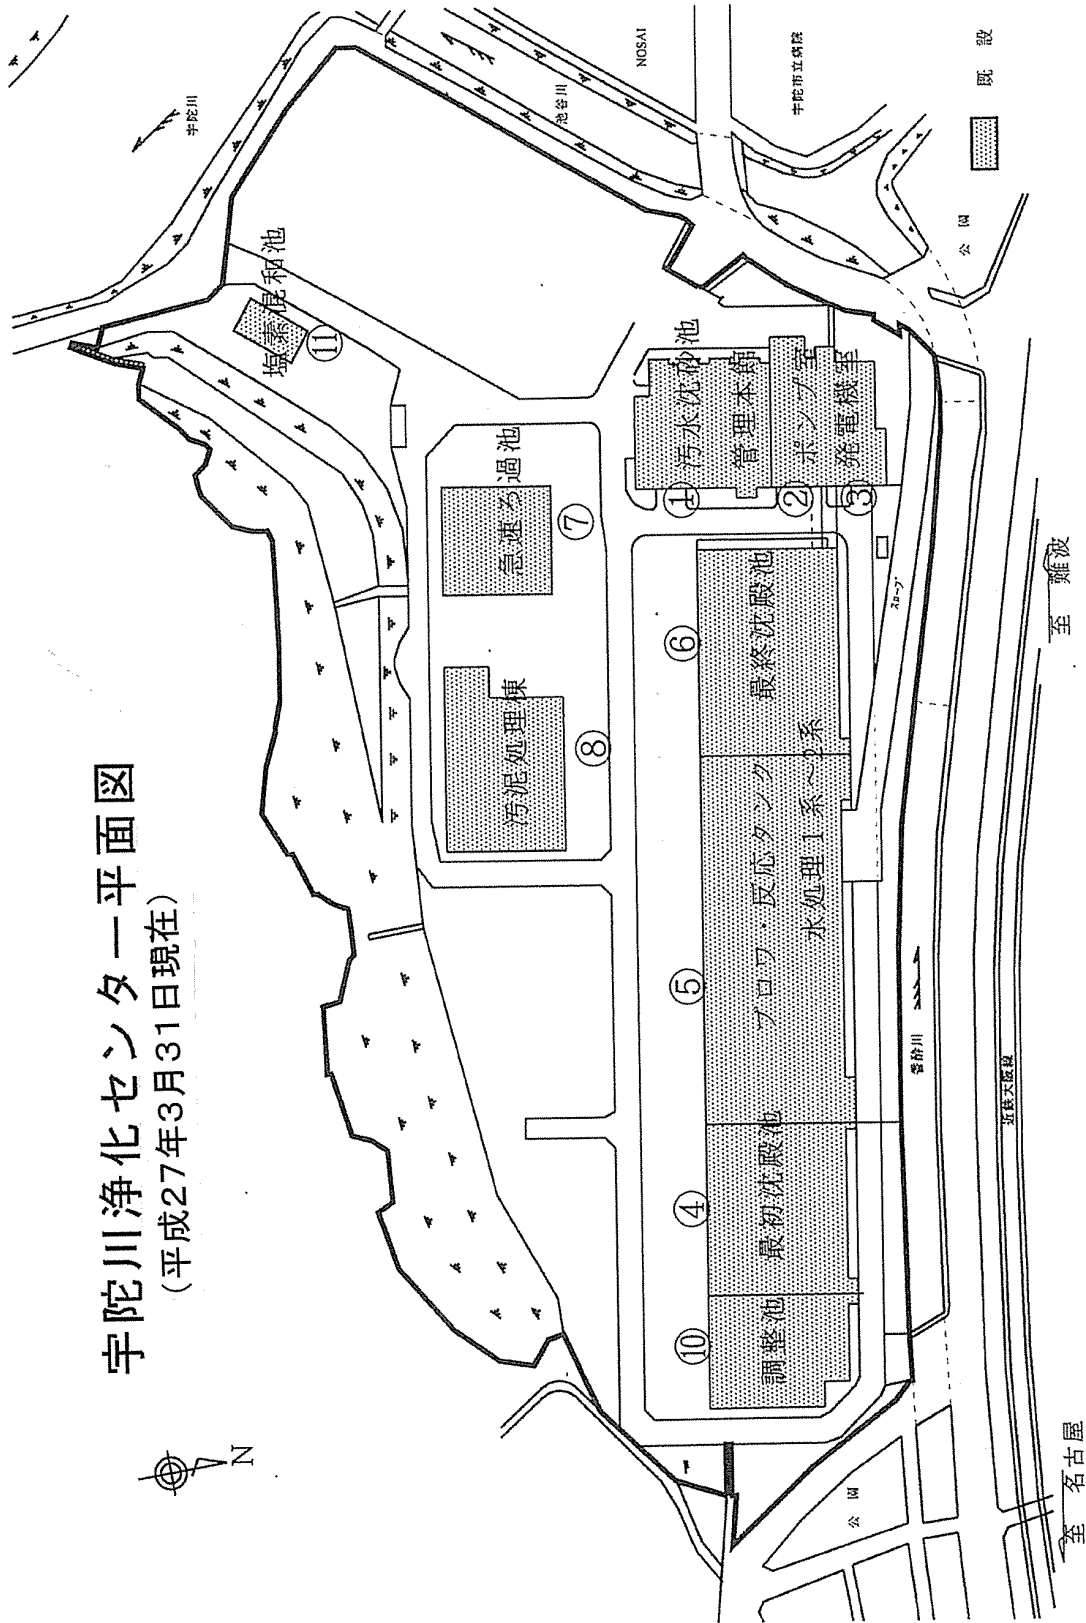 宇陀川浄化センター平面図
(平成27年3月31日現在)
N
宇陀川
池谷川
NOSAI
宇陀市立病院
既 設
公 園
塩素混和池
⑪
急速ろ過池
⑦
汚泥処理棟
⑧
汚水沈砂池
①
管理本館
ポンプ室
②
発電機室
③
最終沈殿池
⑥
ブロワ・反応タンク
水処理1系~2系
⑤
最初沈殿池
④
調整池
⑩
スロープ
近鉄大阪線
公 園
至 難波
至 名古屋